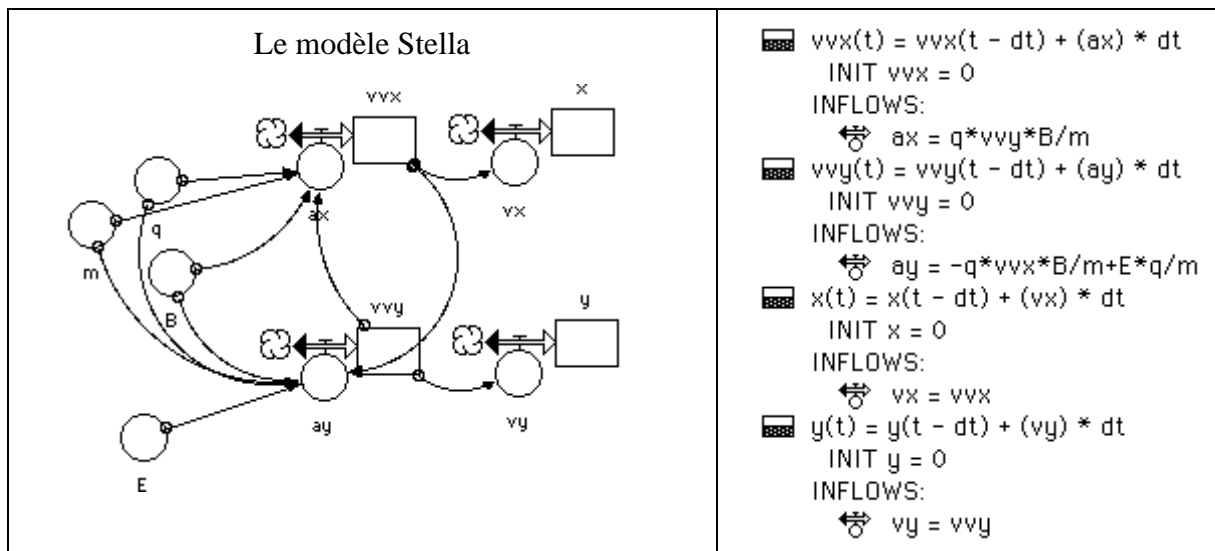 Le modèle Stella
vvx
x
ax
vx
q
m
B
vvy
y
ay
vy
E
vvx(t) = vvx(t - dt) + (ax) * dt
INIT vvx = 0
INFLOWS:
ax = q*vvy*B/m
vvy(t) = vvy(t - dt) + (ay) * dt
INIT vvy = 0
INFLOWS:
ay = -q*vvx*B/m+E*q/m
x(t) = x(t - dt) + (vx) * dt
INIT x = 0
INFLOWS:
vx = vvx
y(t) = y(t - dt) + (vy) * dt
INIT y = 0
INFLOWS:
vy = vvy